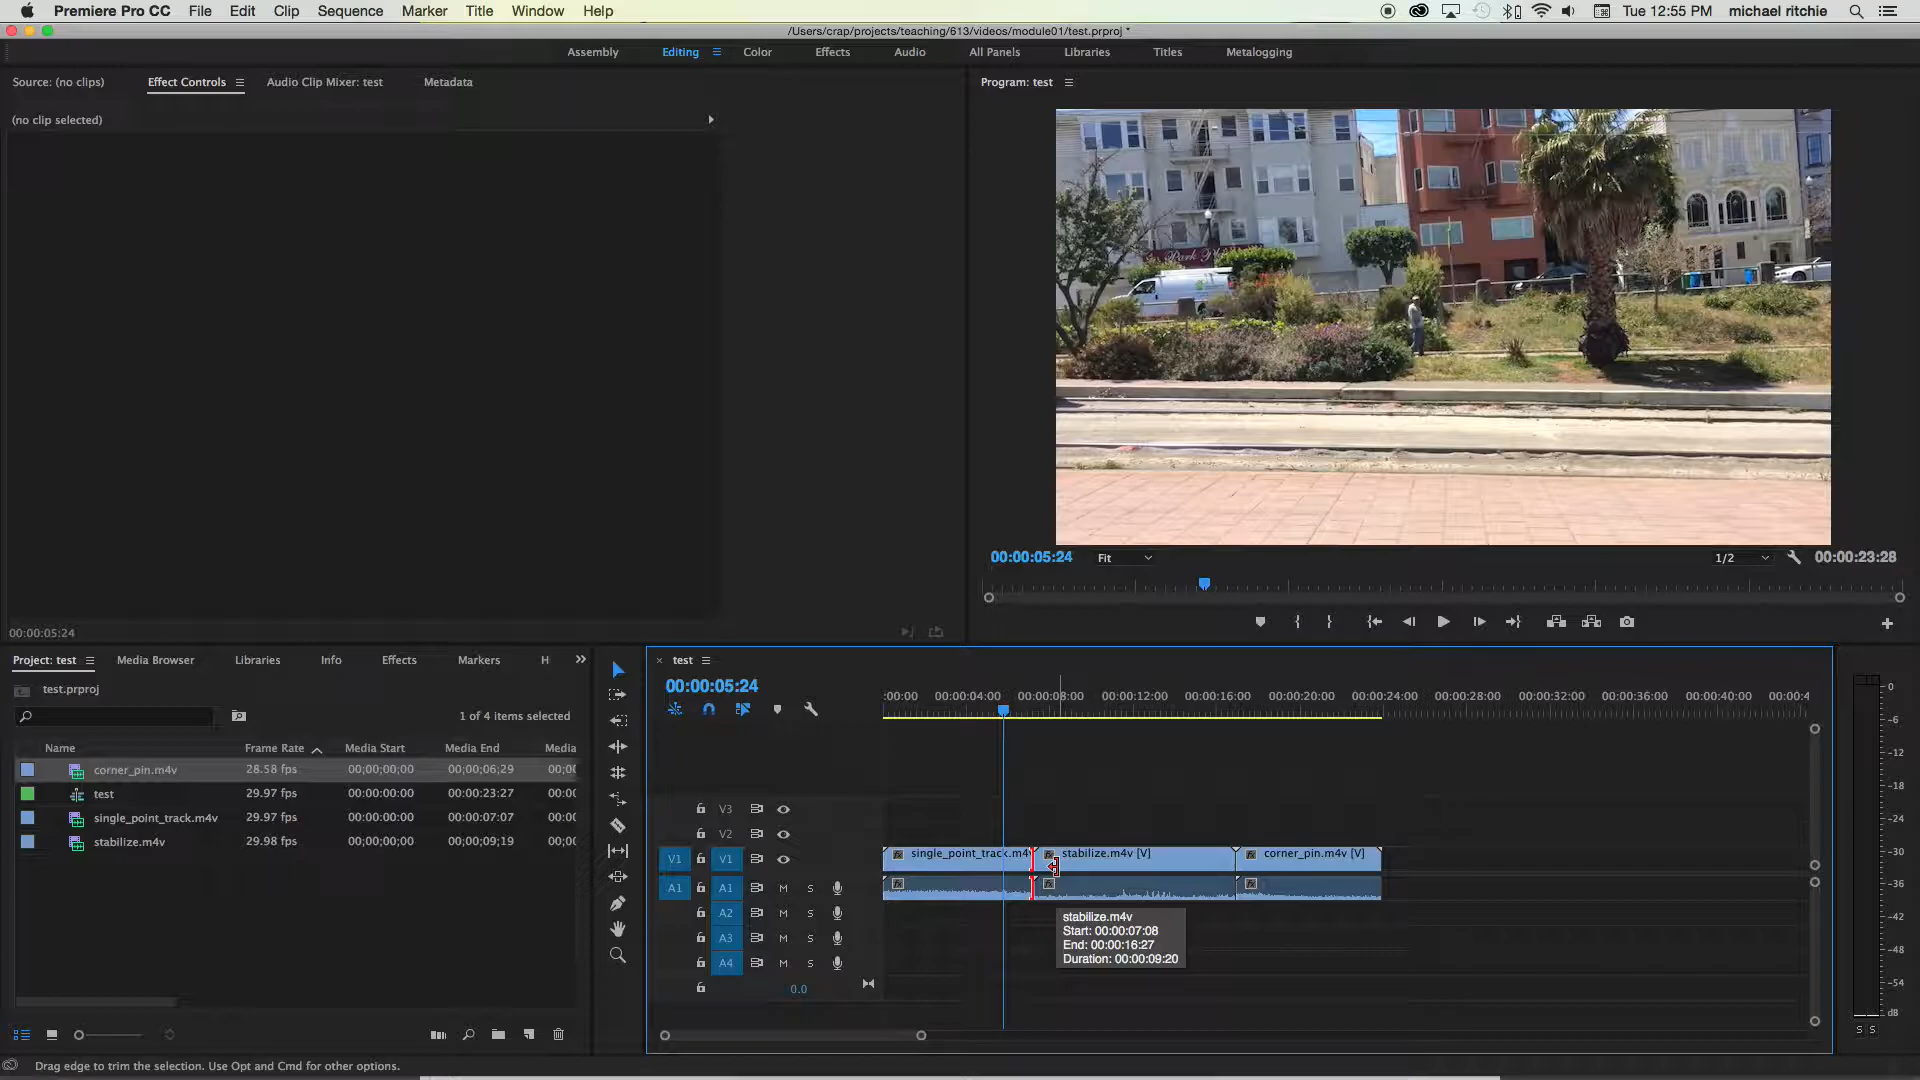 Premiere Pro CC File Edit Clip Sequence Marker Title Window Help Tue 12:55 PM michael ritchie
/Users/crap/projects/teaching/613/videos/module01/test.prproj *
Assembly Editing Color Effects Audio All Panels Libraries Titles Metalogging
Source: (no clips) Effect Controls Audio Clip Mixer: test Metadata
Program: test
(no clip selected)
00:00:05:24 Fit 1/2 00:00:23:28
00:00:05:24
Project: test Media Browser Libraries Info Effects Markers H
test
test.prproj
00:00:05:24
:00:00 00:00:04:00 00:00:08:00 00:00:12:00 00:00:16:00 00:00:20:00 00:00:24:00 00:00:28:00 00:00:32:00 00:00:36:00 00:00:40:00 00:00:4
1 of 4 items selected
Name Frame Rate Media Start Media End Media
corner_pin.m4v 28.58 fps 00;00;00;00 00;00;06;29 00;00
test 29.97 fps 00:00:00:00 00:00:23:27 00:00
single_point_track.m4v 29.97 fps 00:00:00:00 00:00:07:07 00:00
stabilize.m4v 29.98 fps 00;00;00;00 00;00;09;19 00;00
V3
V2
V1 V1 single_point_track.m4v stabilize.m4v [V] corner_pin.m4v [V]
A1 A1 M S
A2 M S
A3 M S
A4 M S
0.0
stabilize.m4v
Start: 00:00:07:08
End: 00:00:16:27
Duration: 00:00:09:20
0
-6
-12
-18
-24
-30
-36
-42
-48
-54
dB
S S
Drag edge to trim the selection. Use Opt and Cmd for other options.